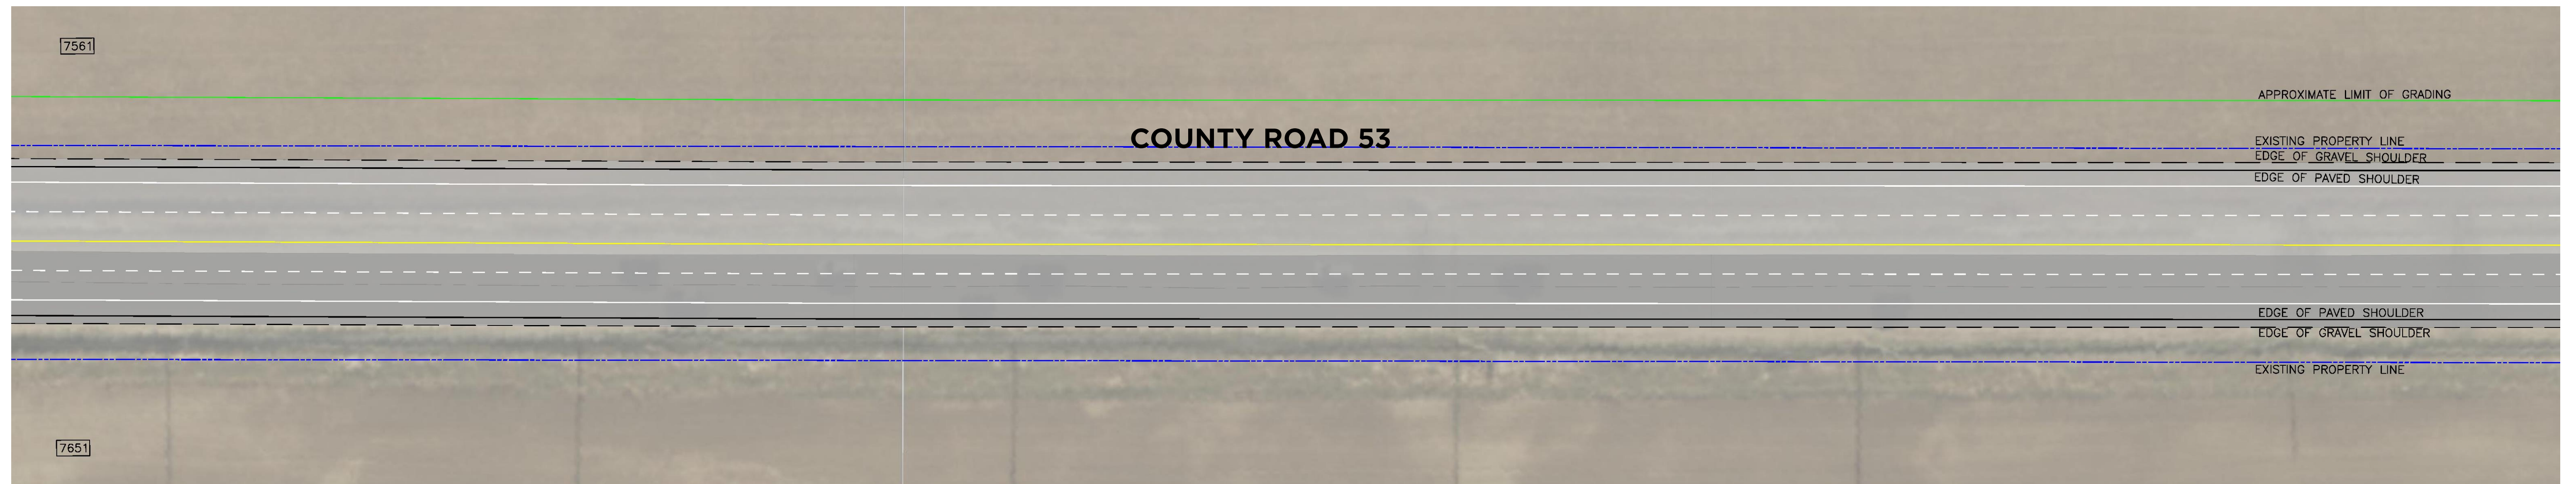 7561
APPROXIMATE LIMIT OF GRADING
COUNTY ROAD 53
EXISTING PROPERTY LINE
EDGE OF GRAVEL SHOULDER
EDGE OF PAVED SHOULDER
EDGE OF PAVED SHOULDER
EDGE OF GRAVEL SHOULDER
EXISTING PROPERTY LINE
7651